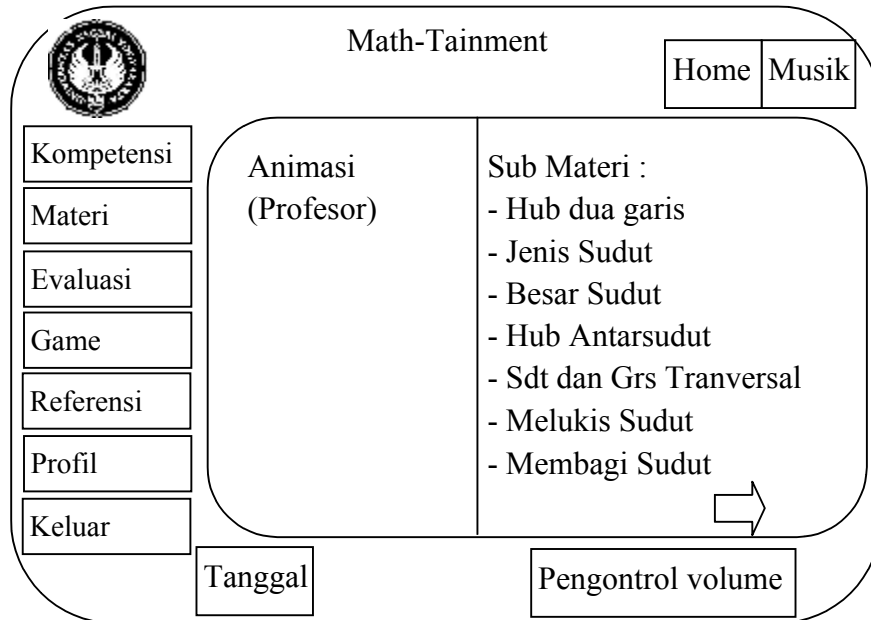 Math-Tainment
Home Musik
Kompetensi
Materi
Evaluasi
Game
Referensi
Profil
Keluar
Animasi
(Profesor)
Sub Materi :
- Hub dua garis
- Jenis Sudut
- Besar Sudut
- Hub Antarsudut
- Sdt dan Grs Tranversal
- Melukis Sudut
- Membagi Sudut
Tanggal
Pengontrol volume